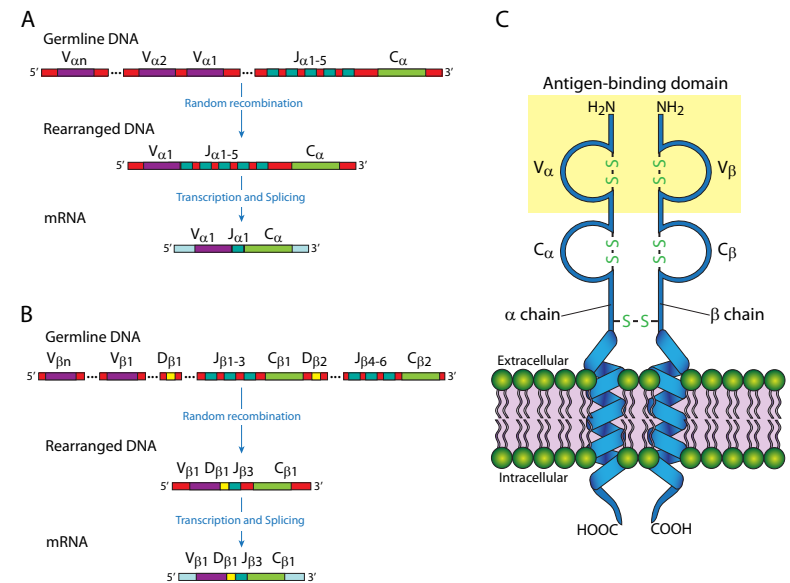 A
Germline DNA
Vαn Vα2 Vα1 Jα1-5 Cα
5′ ... ... 3′
Random recombination
Rearranged DNA
Vα1 Jα1-5 Cα
5′ 3′
Transcription and Splicing
mRNA
Vα1 Jα1 Cα
5′ 3′
B
Germline DNA
Vβn Vβ1 Dβ1 Jβ1-3 Cβ1 Dβ2 Jβ4-6 Cβ2
5′ ... ... ... ... 3′
Random recombination
Rearranged DNA
Vβ1 Dβ1 Jβ3 Cβ1
5′ 3′
Transcription and Splicing
mRNA
Vβ1 Dβ1 Jβ3 Cβ1
5′ 3′
C
Antigen-binding domain
H2N NH2
Vα S-S S-S Vβ
Cα S-S S-S Cβ
α chain S-S β chain
Extracellular
Intracellular
HOOC COOH